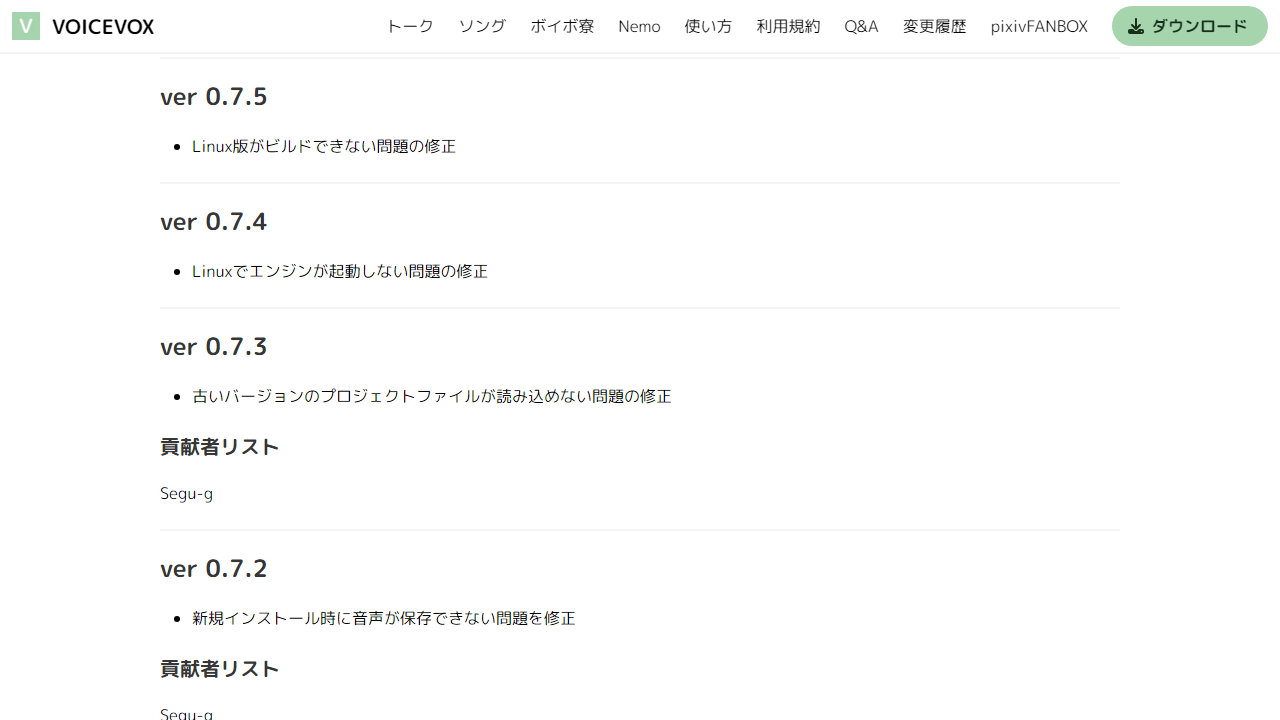 V VOICEVOX トーク ソング ボイボ寮 Nemo 使い方 利用規約 Q&A 変更履歴 pixivFANBOX ダウンロード
ver 0.7.5
Linux版がビルドできない問題の修正
ver 0.7.4
Linuxでエンジンが起動しない問題の修正
ver 0.7.3
古いバージョンのプロジェクトファイルが読み込めない問題の修正
貢献者リスト
Segu-g
ver 0.7.2
新規インストール時に音声が保存できない問題を修正
貢献者リスト
Segu-g